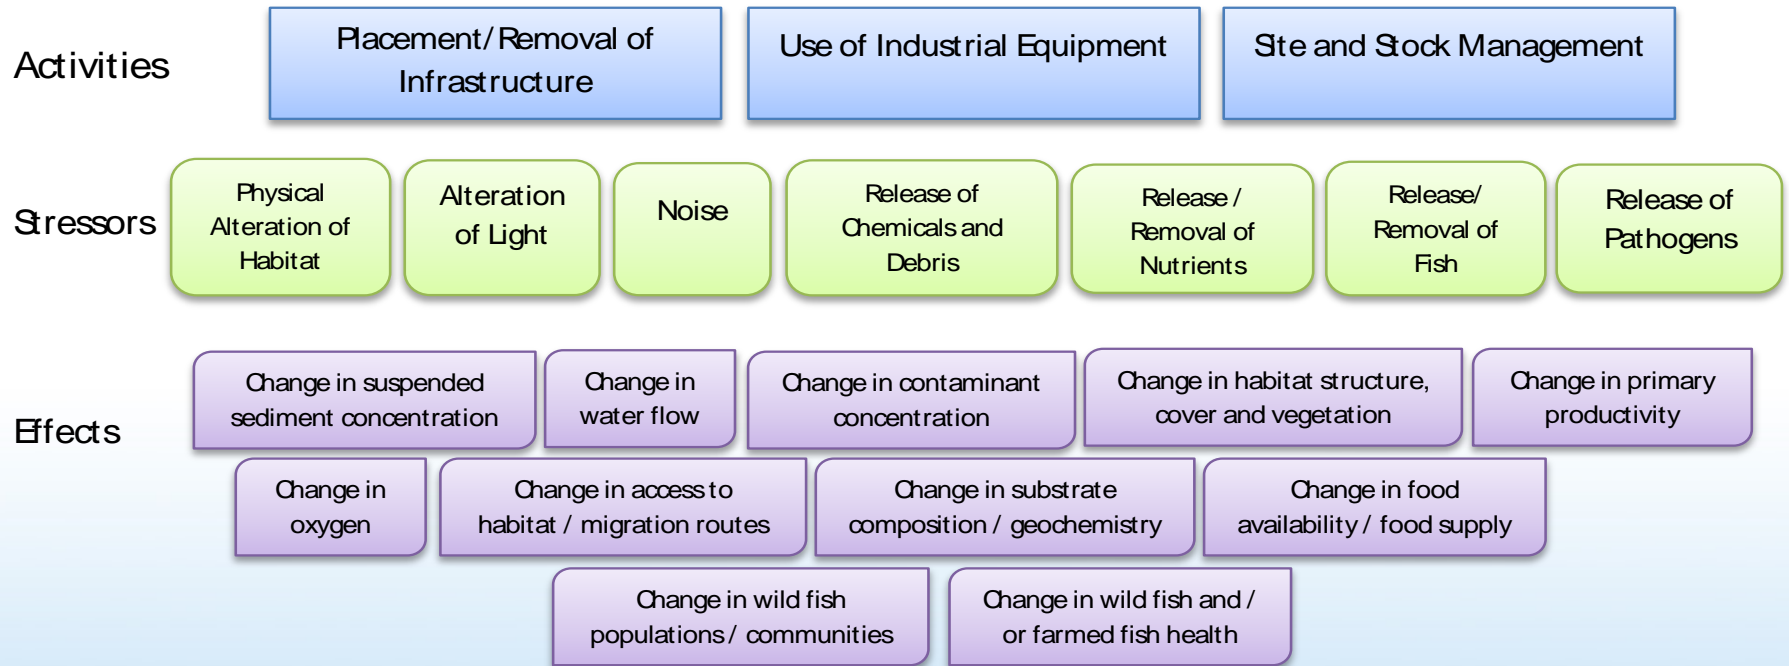 Activities
Placement/Removal of
Infrastructure
Use of Industrial Equipment
Site and Stock Management
Stressors
Physical
Alteration of
Habitat
Alteration
of Light
Noise
Release of
Chemicals and
Debris
Release /
Removal of
Nutrients
Release/
Removal of
Fish
Release of
Pathogens
Effects
Change in suspended
sediment concentration
Change in
water flow
Change in contaminant
concentration
Change in habitat structure,
cover and vegetation
Change in primary
productivity
Change in
oxygen
Change in access to
habitat / migration routes
Change in substrate
composition / geochemistry
Change in food
availability / food supply
Change in wild fish
populations / communities
Change in wild fish and /
or farmed fish health